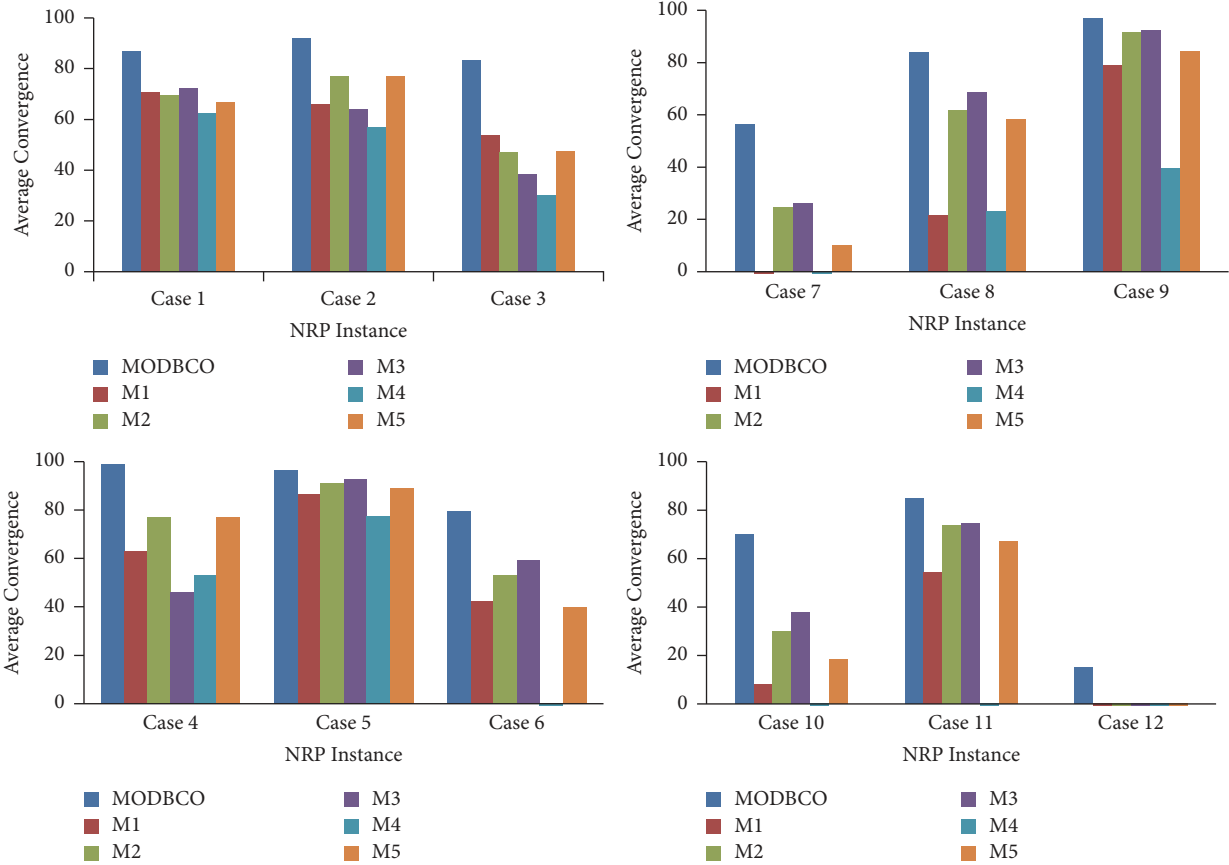 Average Convergence
100
80
60
40
20
0
Case 1 Case 2 Case 3
NRP Instance
MODBCO M3
M1 M4
M2 M5
Average Convergence
100
80
60
40
20
0
Case 7 Case 8 Case 9
NRP Instance
MODBCO M3
M1 M4
M2 M5
Average Convergence
100
80
60
40
20
0
Case 4 Case 5 Case 6
NRP Instance
MODBCO M3
M1 M4
M2 M5
Average Convergence
100
80
60
40
20
0
Case 10 Case 11 Case 12
NRP Instance
MODBCO M3
M1 M4
M2 M5